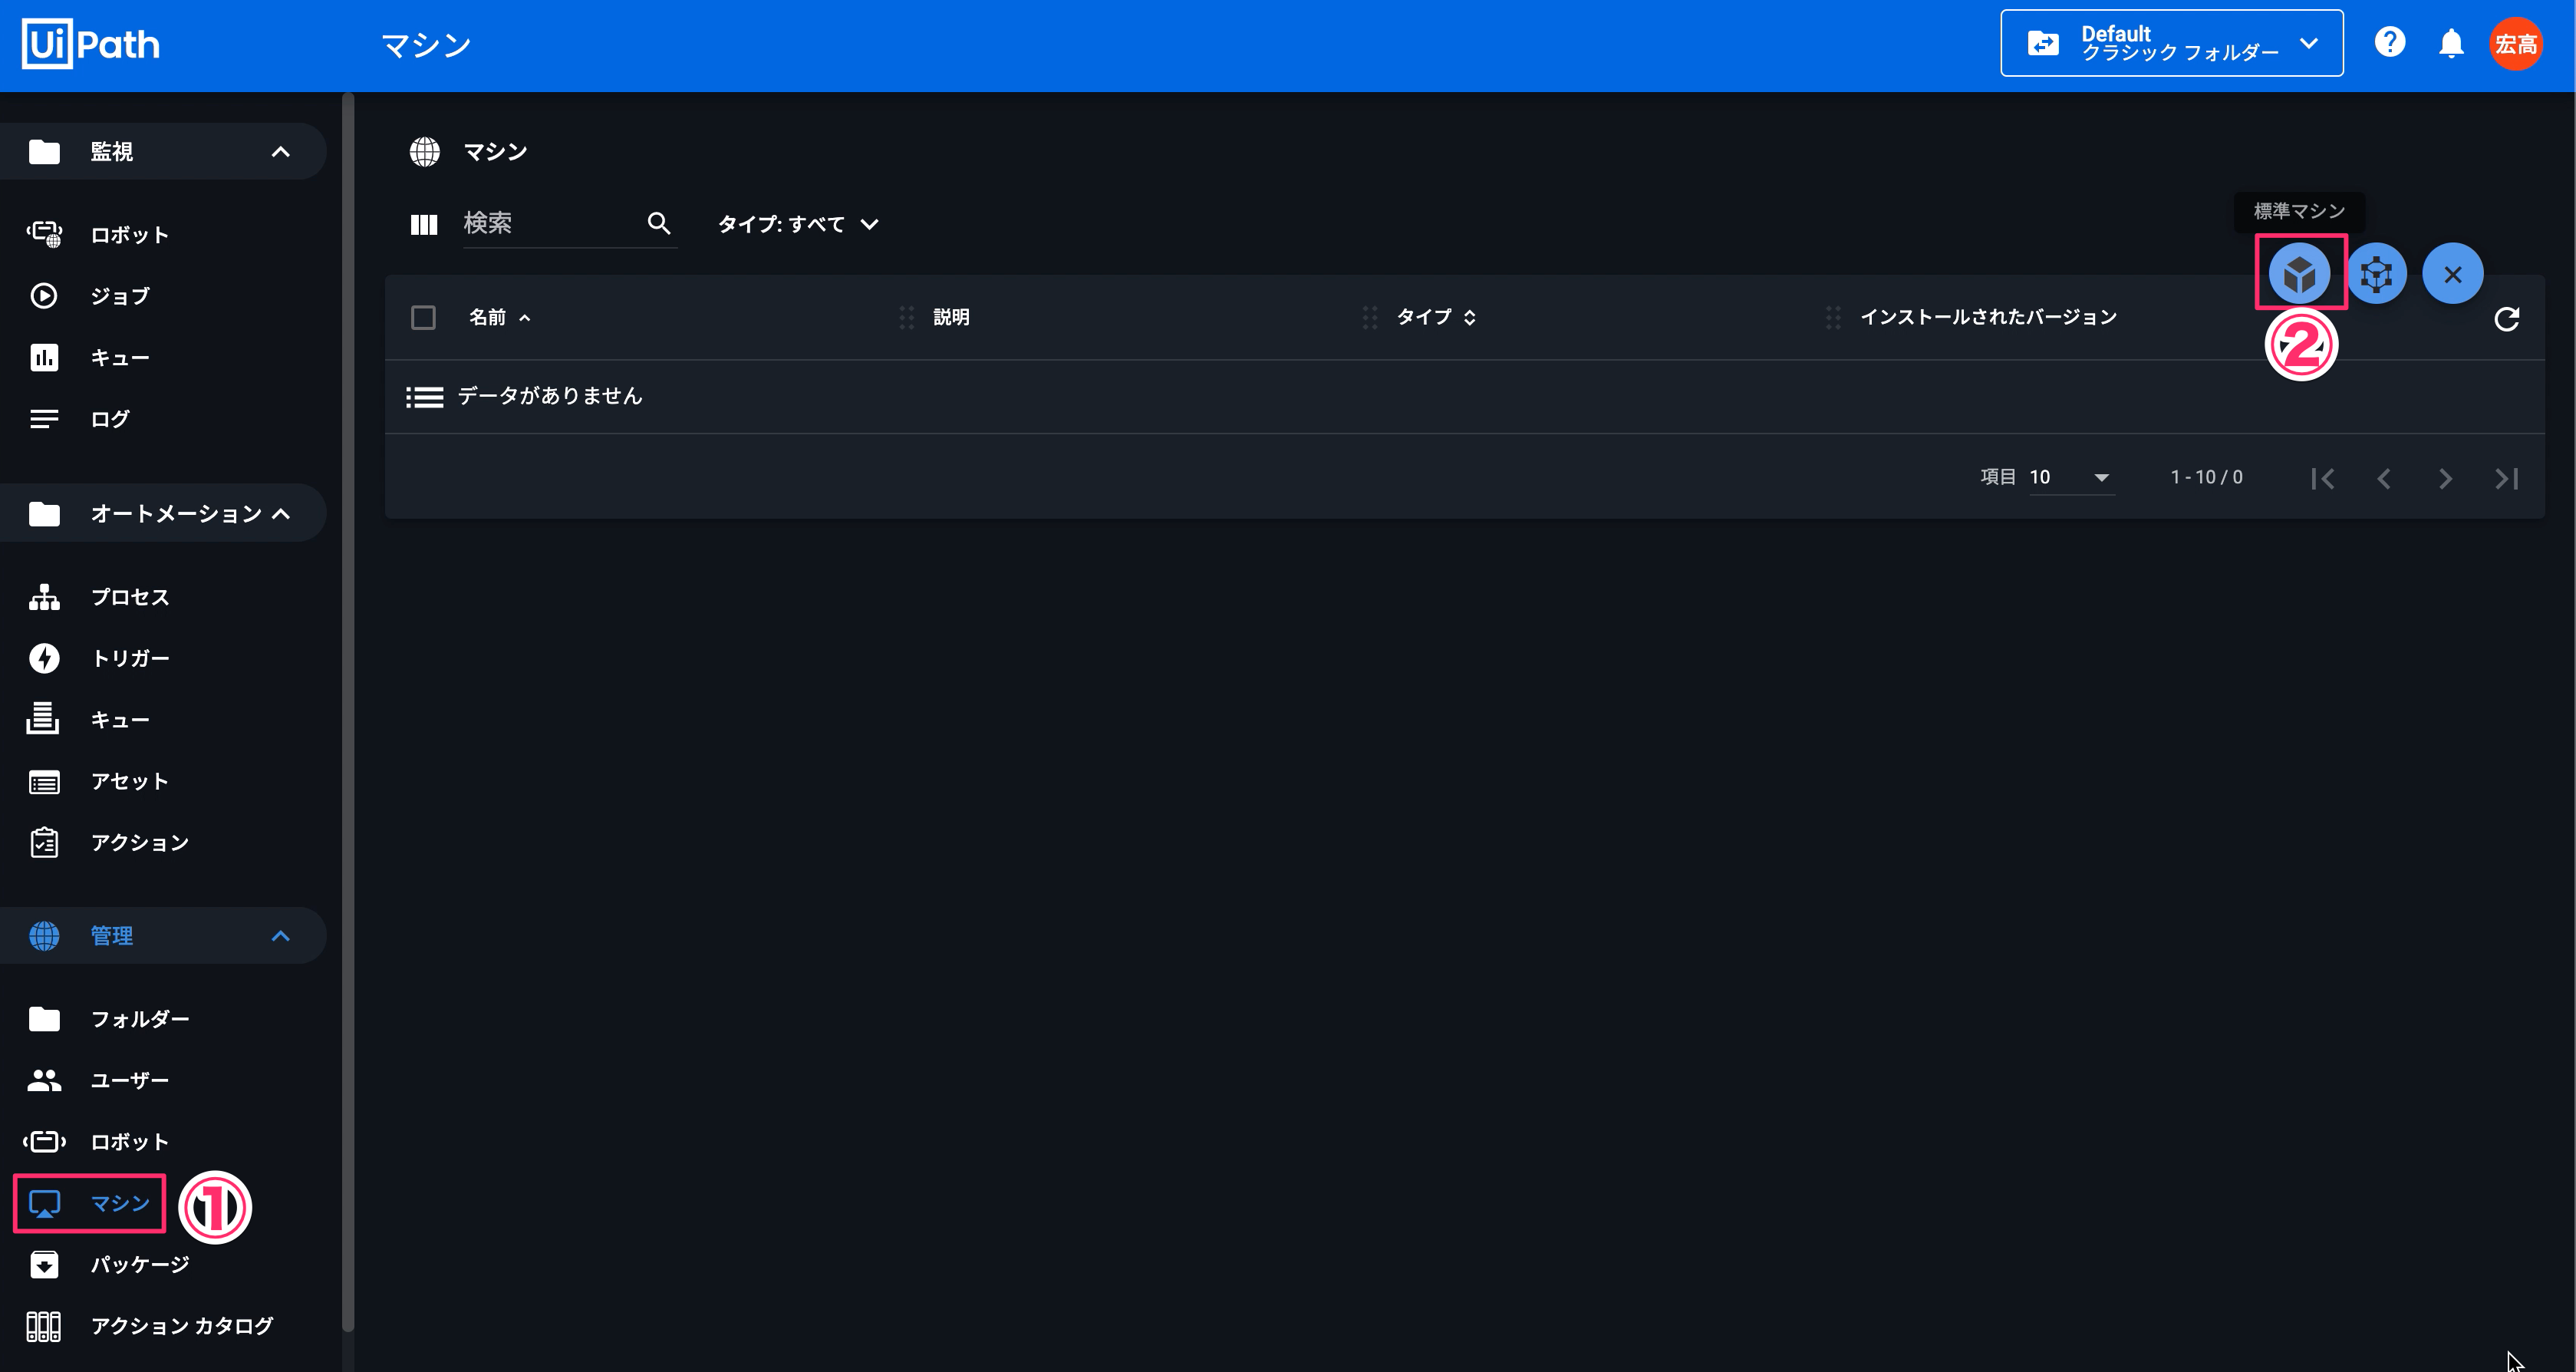 UiPath
マシン
Default
クラシック フォルダー
宏高
監視
ロボット
ジョブ
キュー
ログ
オートメーション
プロセス
トリガー
キュー
アセット
アクション
管理
フォルダー
ユーザー
ロボット
マシン
1
パッケージ
アクション カタログ
マシン
検索
タイプ: すべて
標準マシン
2
名前
説明
タイプ
インストールされたバージョン
データがありません
項目 10
1 - 10 / 0